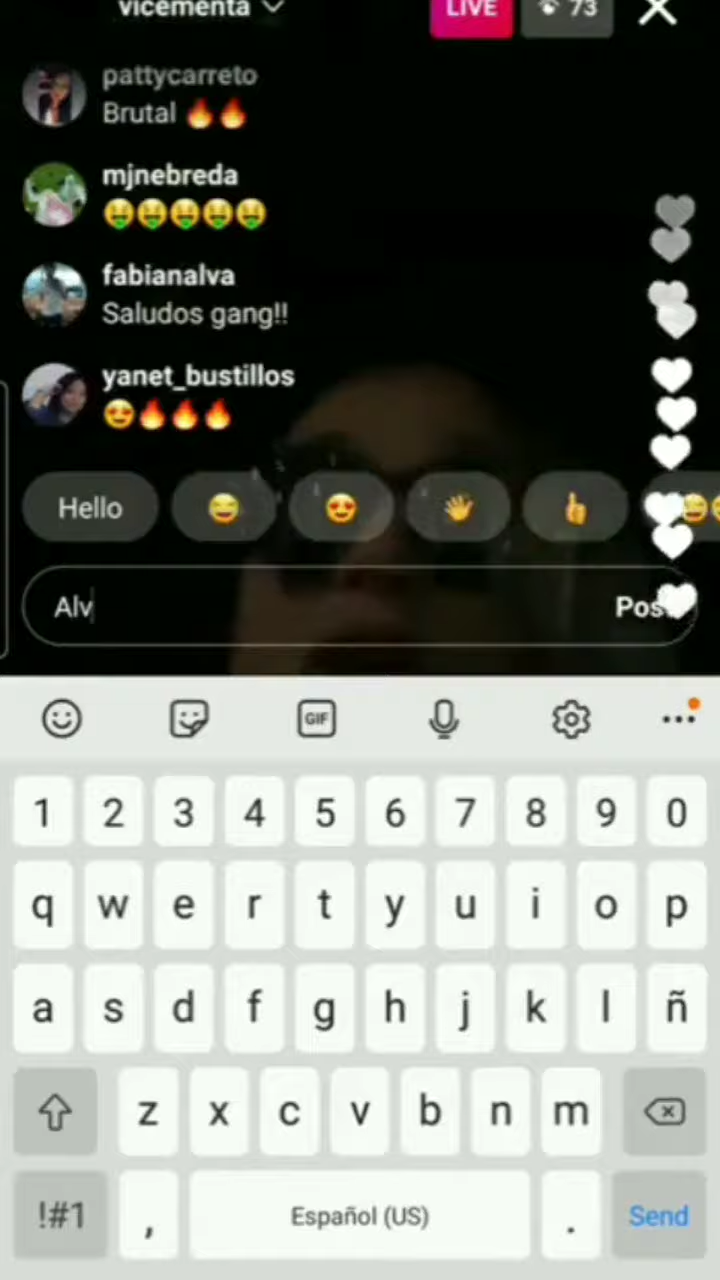 vicementa
LIVE
73
pattycarreto
Brutal 🔥🔥
mjnebreda
🤑🤑🤑🤑🤑
fabianalva
Saludos gang!!
yanet_bustillos
😍🔥🔥🔥
Hello 😅 😍 👋 👍
Alv
Post
GIF
1 2 3 4 5 6 7 8 9 0
q w e r t y u i o p
a s d f g h j k l ñ
z x c v b n m
!#1 , Español (US) . Send